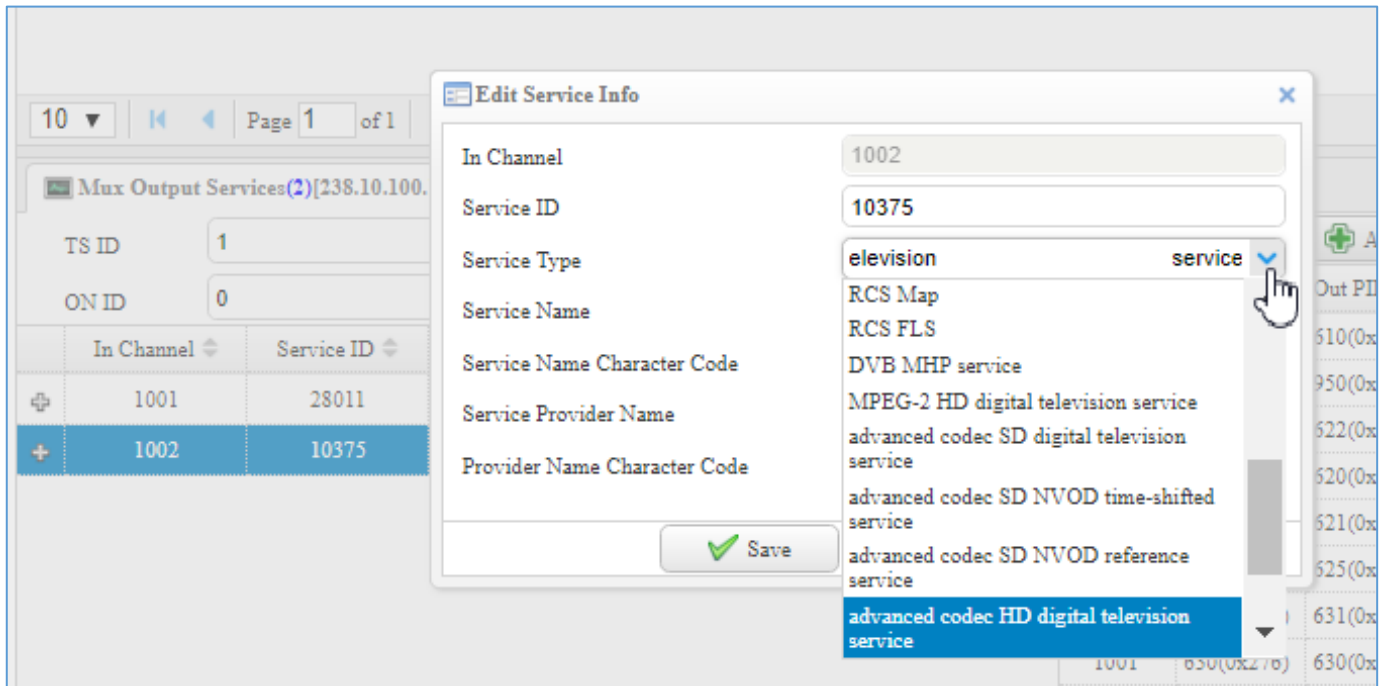 Edit Service Info
10
Page 1 of 1
In Channel 1002
Mux Output Services(2)[238.10.100.
Service ID 10375
TS ID 1
Service Type elevision service
ON ID 0
RCS Map
Out PI
Service Name
RCS FLS
In Channel Service ID
610(0x
Service Name Character Code
DVB MHP service
1001 28011
MPEG-2 HD digital television service
950(0x
Service Provider Name
advanced codec SD digital television
service
622(0x
1002 10375
Provider Name Character Code
620(0x
advanced codec SD NVOD time-shifted
service
621(0x
Save
advanced codec SD NVOD reference
service
625(0x
advanced codec HD digital television
service
631(0x
1001 630(0x276) 630(0x